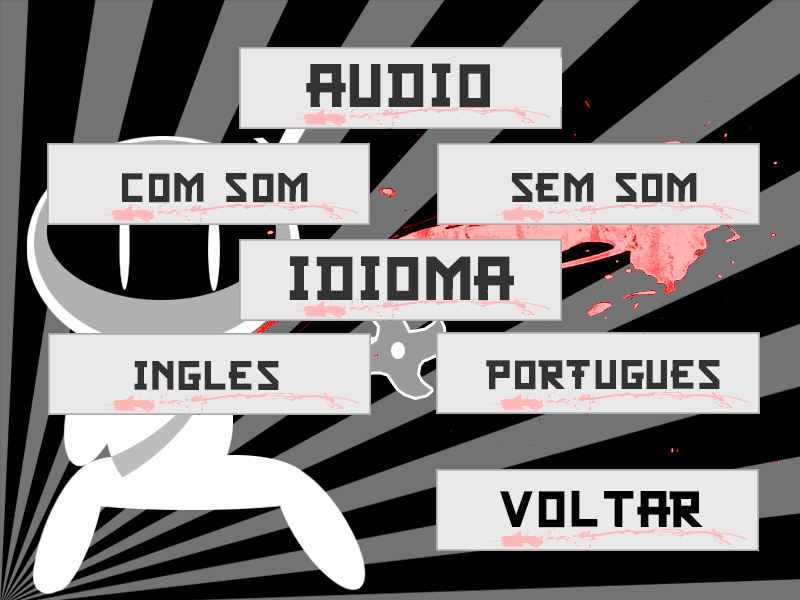 AUDIO
COM SOM
SEM SOM
IDIOMA
INGLES
PORTUGUES
VOLTAR